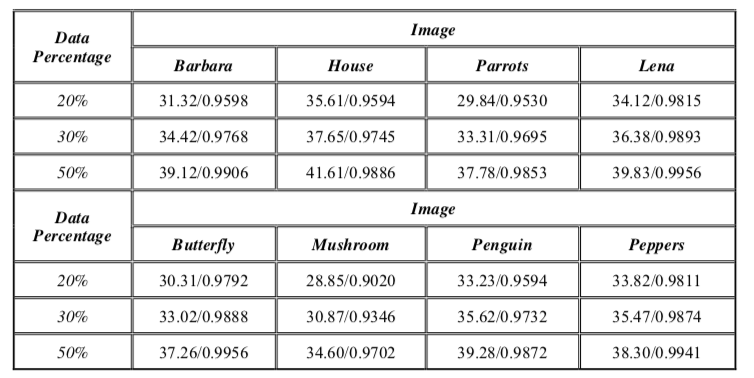 Data Percentage Image
Barbara House Parrots Lena
20% 31.32/0.9598 35.61/0.9594 29.84/0.9530 34.12/0.9815
30% 34.42/0.9768 37.65/0.9745 33.31/0.9695 36.38/0.9893
50% 39.12/0.9906 41.61/0.9886 37.78/0.9853 39.83/0.9956
Data Percentage Image
Butterfly Mushroom Penguin Peppers
20% 30.31/0.9792 28.85/0.9020 33.23/0.9594 33.82/0.9811
30% 33.02/0.9888 30.87/0.9346 35.62/0.9732 35.47/0.9874
50% 37.26/0.9956 34.60/0.9702 39.28/0.9872 38.30/0.9941